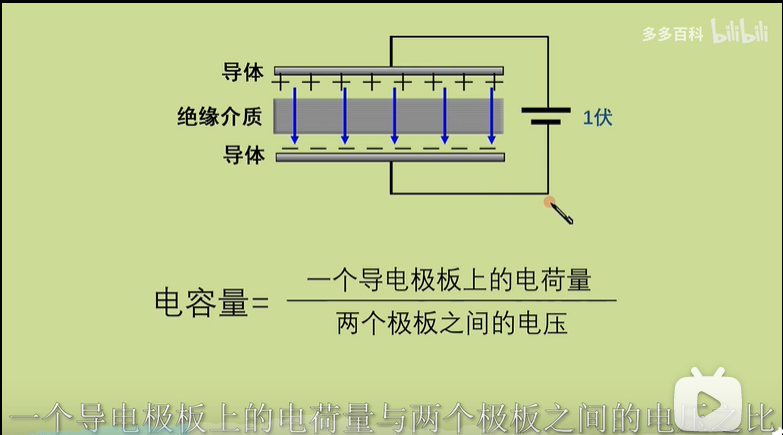 多多百科 bilibili
导体
绝缘介质
1伏
导体
一个导电极板上的电荷量
电容量=
两个极板之间的电压
一个导电极板上的电荷量与两个极板之间的电压之比